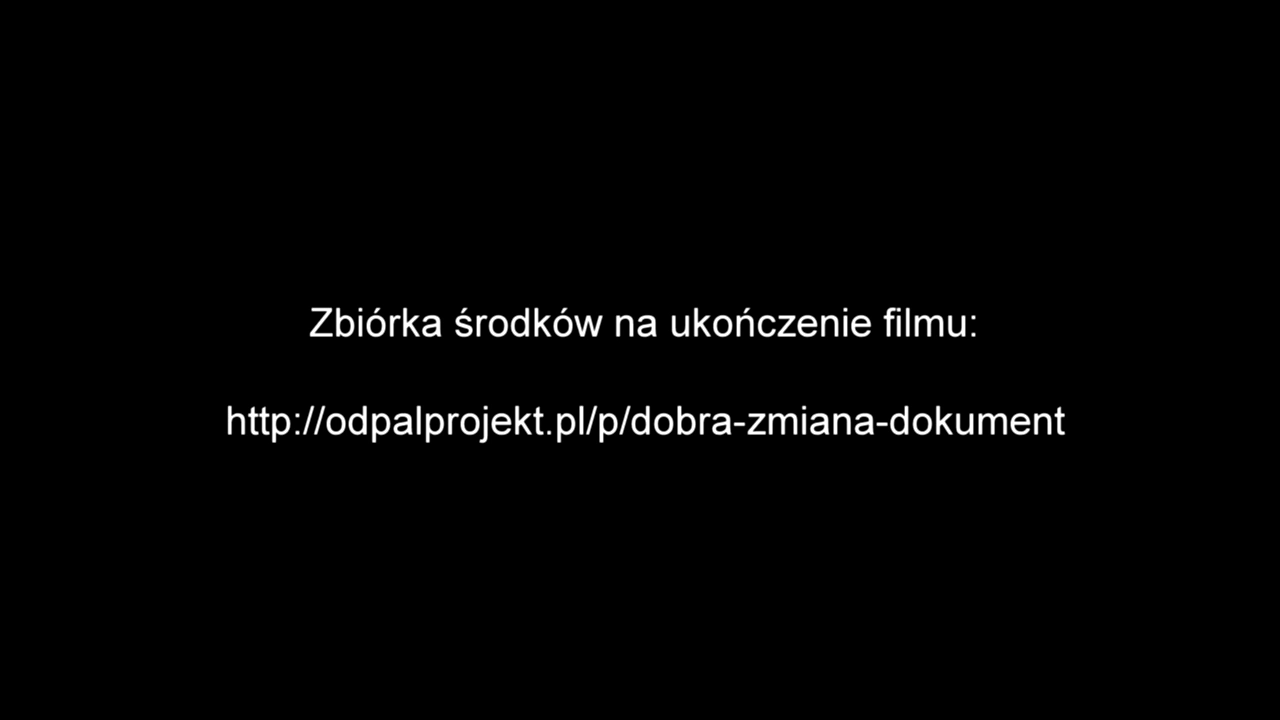 Zbiórka środków na ukończenie filmu:
http://odpalprojekt.pl/p/dobra-zmiana-dokument